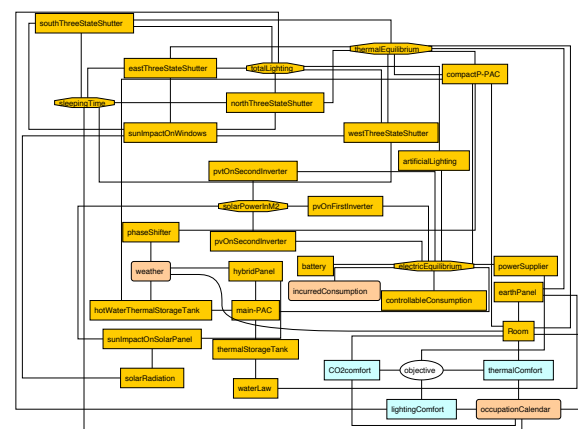 southThreeStateShutter
thermalEquilibrium
eastThreeStateShutter
totalLighting
compactP-PAC
sleepingTime
northThreeStateShutter
sunImpactOnWindows
westThreeStateShutter
artificialLighting
pvtOnSecondInverter
solarPowerInM2
pvOnFirstInverter
phaseShifter
pvOnSecondInverter
weather
hybridPanel
battery
electricEquilibrium
powerSupplier
incurredConsumption
earthPanel
controllableConsumption
hotWaterThermalStorageTank
main-PAC
Room
sunImpactOnSolarPanel
thermalStorageTank
CO2comfort
objective
thermalComfort
solarRadiation
waterLaw
lightingComfort
occupationCalendar